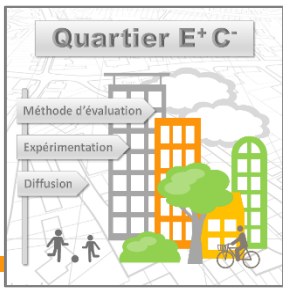 Quartier E⁺ C⁻
Méthode d'évaluation
Expérimentation
Diffusion